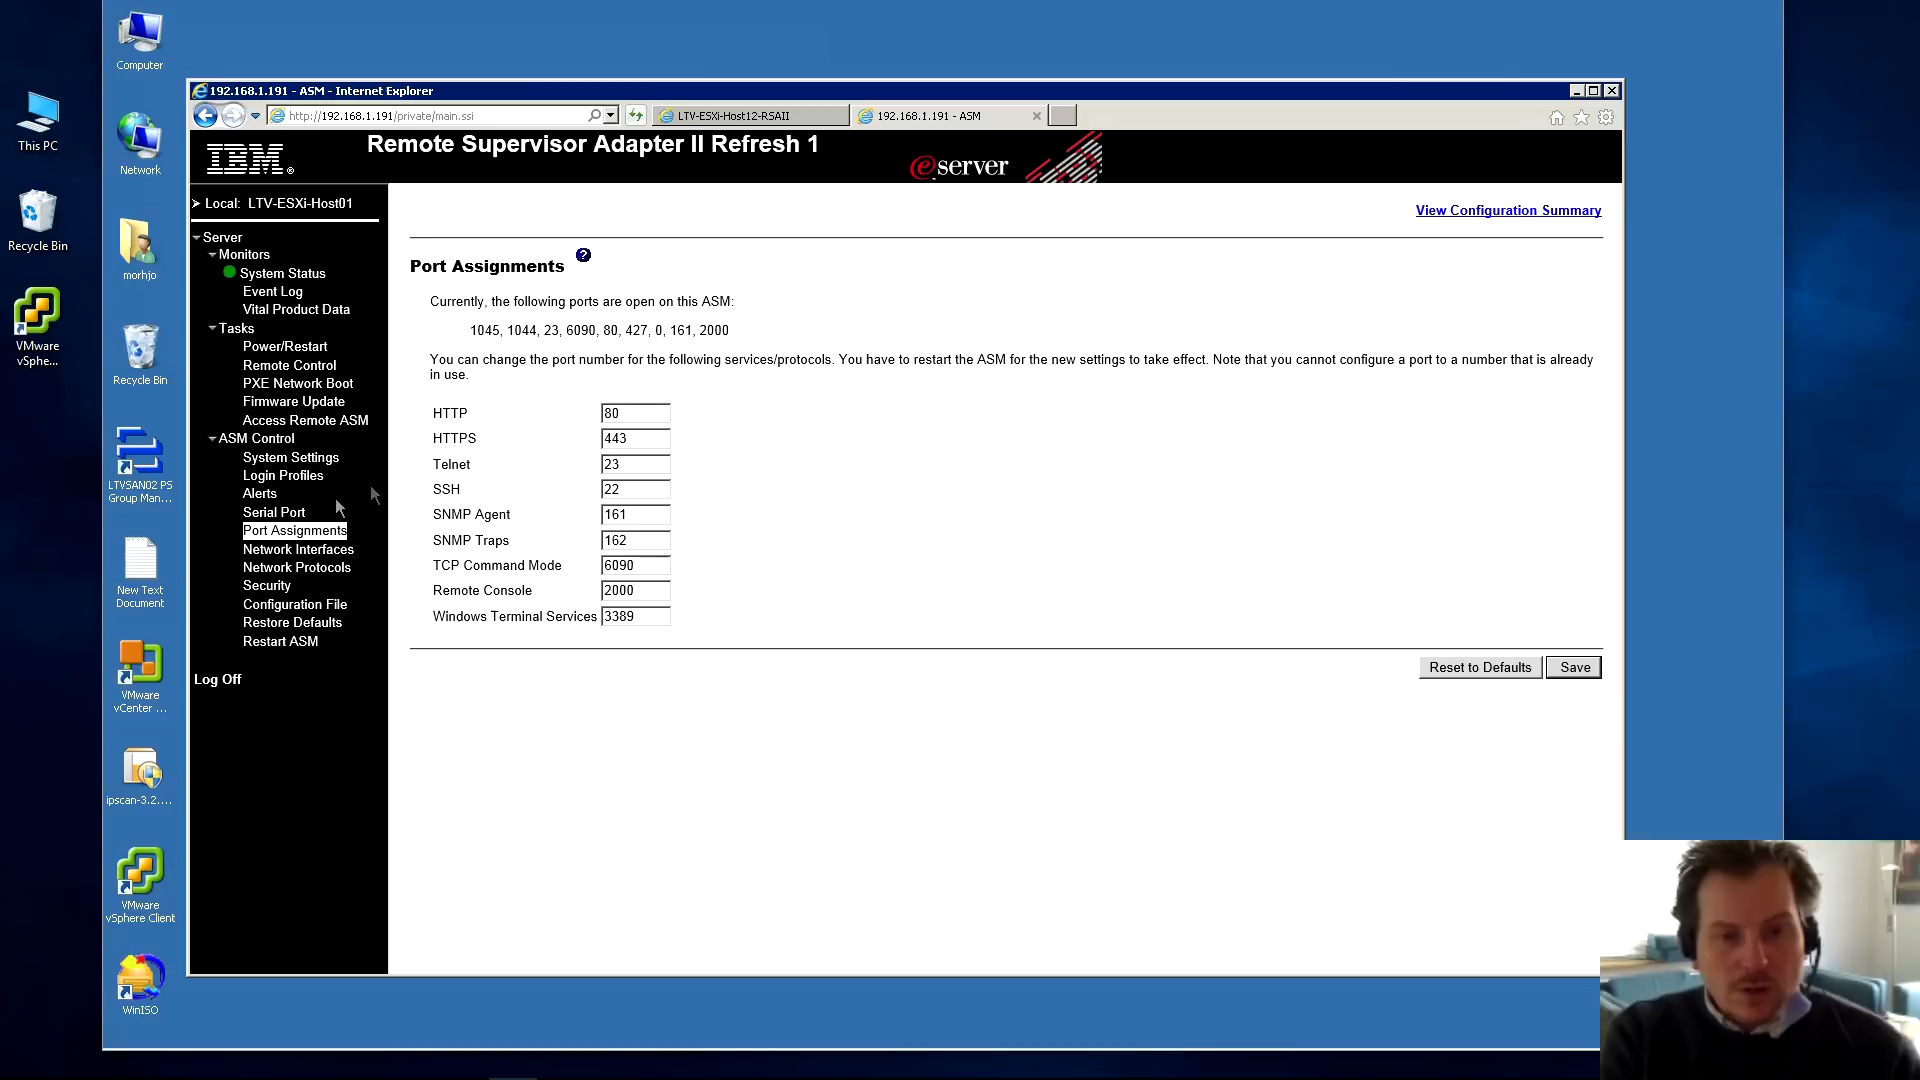 Computer
This PC
Network
Recycle Bin
morhjo
VMware
vSphe...
Recycle Bin
LTVSAN02 PS
Group Man...
New Text
Document
VMware
vCenter ...
ipscan-3.2....
VMware
vSphere Client
WinISO
192.168.1.191 - ASM - Internet Explorer
http://192.168.1.191/private/main.ssi
LTV-ESXi-Host12-RSAII
192.168.1.191 - ASM
IBM®
Remote Supervisor Adapter II Refresh 1
eserver
Local: LTV-ESXi-Host01
Server
Monitors
System Status
Event Log
Vital Product Data
Tasks
Power/Restart
Remote Control
PXE Network Boot
Firmware Update
Access Remote ASM
ASM Control
System Settings
Login Profiles
Alerts
Serial Port
Port Assignments
Network Interfaces
Network Protocols
Security
Configuration File
Restore Defaults
Restart ASM
Log Off
View Configuration Summary
Port Assignments ?
Currently, the following ports are open on this ASM:
1045, 1044, 23, 6090, 80, 427, 0, 161, 2000
You can change the port number for the following services/protocols. You have to restart the ASM for the new settings to take effect. Note that you cannot configure a port to a number that is already
in use.
HTTP 80
HTTPS 443
Telnet 23
SSH 22
SNMP Agent 161
SNMP Traps 162
TCP Command Mode 6090
Remote Console 2000
Windows Terminal Services 3389
Reset to Defaults Save